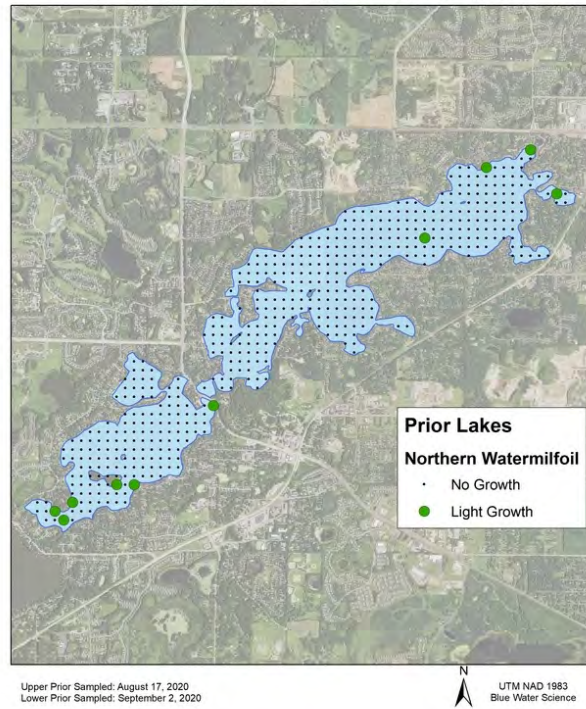 Prior Lakes
Northern Watermilfoil
No Growth
Light Growth
Upper Prior Sampled: August 17, 2020
Lower Prior Sampled: September 2, 2020
N
UTM NAD 1983
Blue Water Science